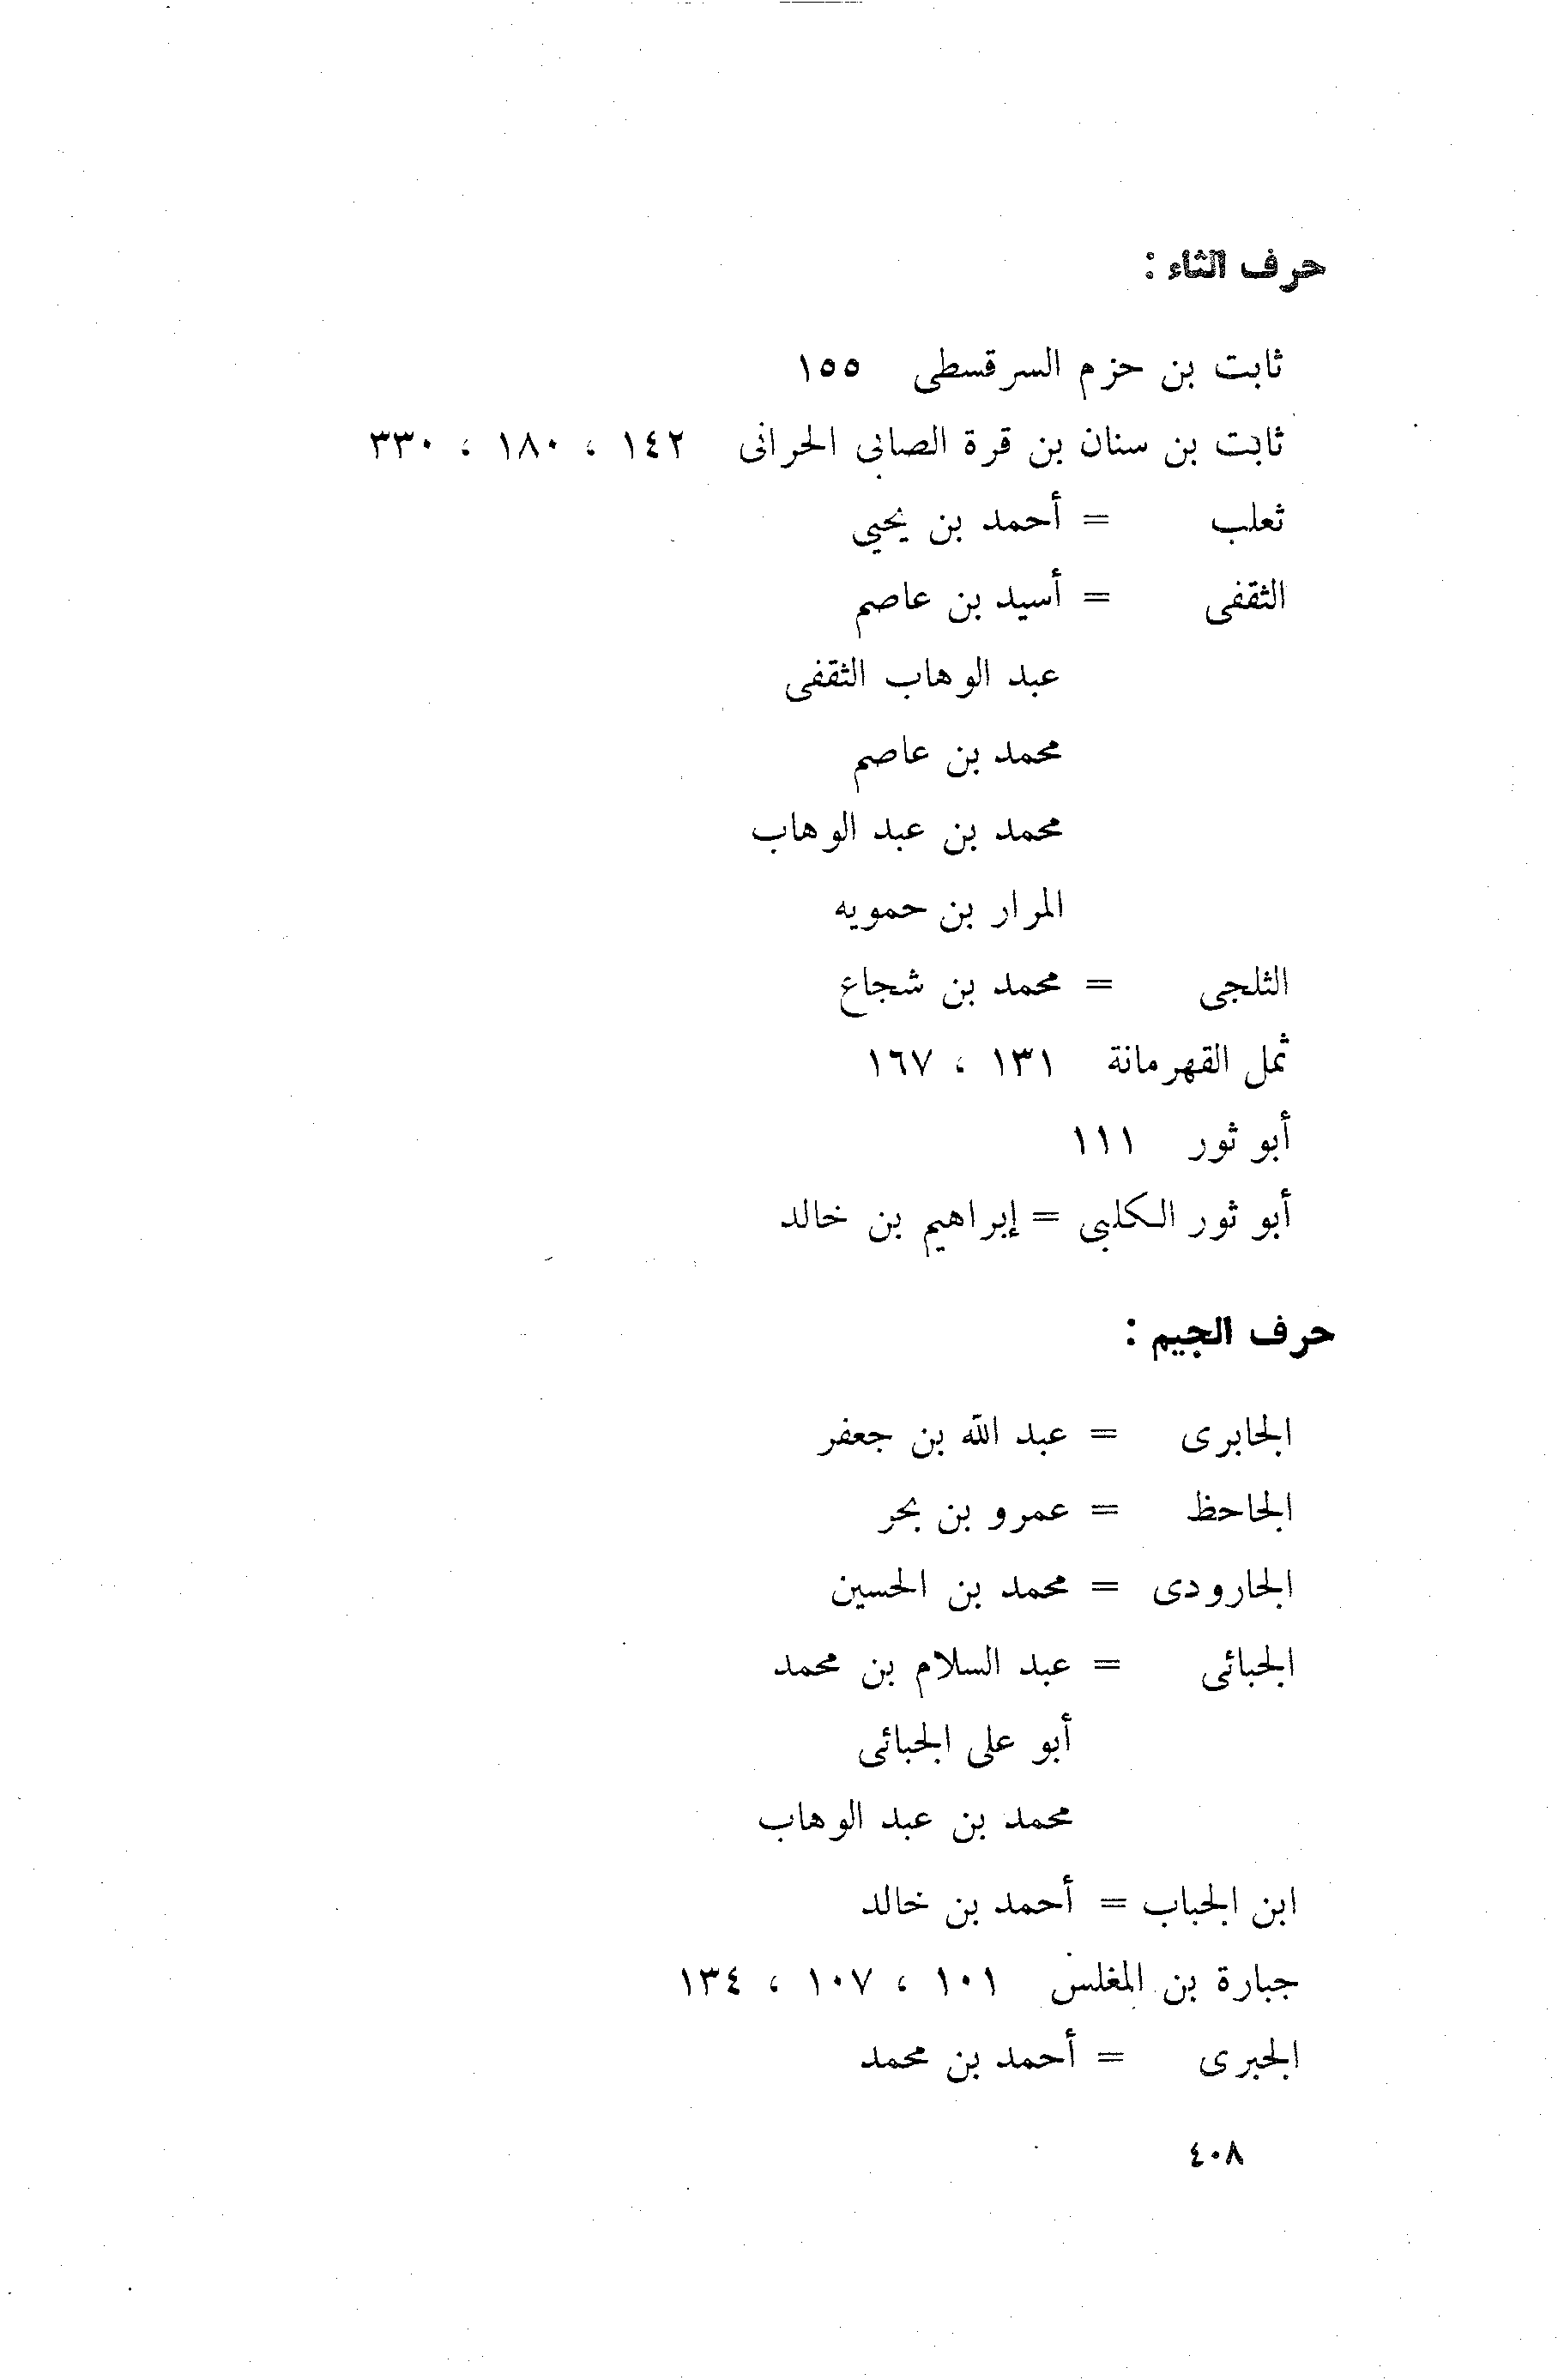 حرف الثاء :
ثابت بن حزم السرقسطى ١٥٥
ثابت بن سنان بن قرة الصابى الحرانى ١٤٢ ، ١٨٠ ، ٣٣٠
ثعلب = أحمد بن يحيي
الثقفى = أسيد بن عاصم
عبد الوهاب الثقفى
محمد بن عاصم
محمد بن عبد الوهاب
المرار بن حمويه
الثلجى = محمد بن شجاع
ثمل القهرمانة ١٣١ ، ١٦٧
أبو ثور ١١١
أبو ثور الكلبى = إبراهيم بن خالد
حرف الجيم :
الجابرى = عبد الله بن جعفر
الجاحظ = عمرو بن بحر
الجارودى = محمد بن الحسين
الجبائى = عبد السلام بن محمد
أبو على الجبائى
محمد بن عبد الوهاب
ابن الجباب = أحمد بن خالد
جبارة بن المغلس ١٠١ ، ١٠٧ ، ١٣٤
الجبرى = أحمد بن محمد
٤٠٨